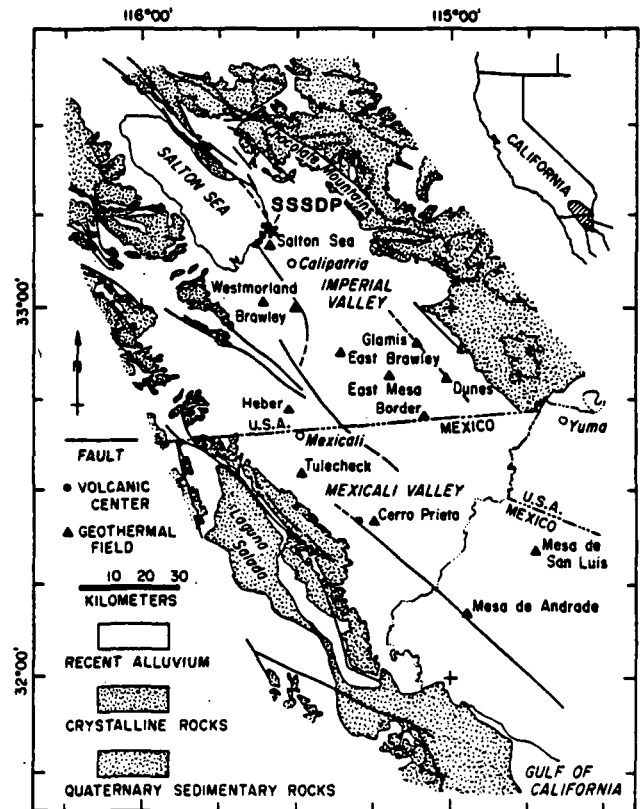 116°00'
115°00'
SALTON SEA
Chocolate Mountains
CALIFORNIA
SSSDP
Salton Sea
Calipatria
IMPERIAL
VALLEY
33°00'
Westmorland
Brawley
Glamis
East Brawley
East Mesa
Dynes
Border
N
Heber
U.S.A.
MEXICO
Mexicali
Yuma
FAULT
Tulecheck
VOLCANIC
CENTER
MEXICALI VALLEY
U.S.A.
MEXICO
GEOTHERMAL
FIELD
Laguna
Salada
Cerro Prieto
Mesa de
San Luis
10 20 30
KILOMETERS
Mesa de Andrade
RECENT ALLUVIUM
32°00'
CRYSTALLINE ROCKS
QUATERNARY SEDIMENTARY ROCKS
GULF OF
CALIFORNIA